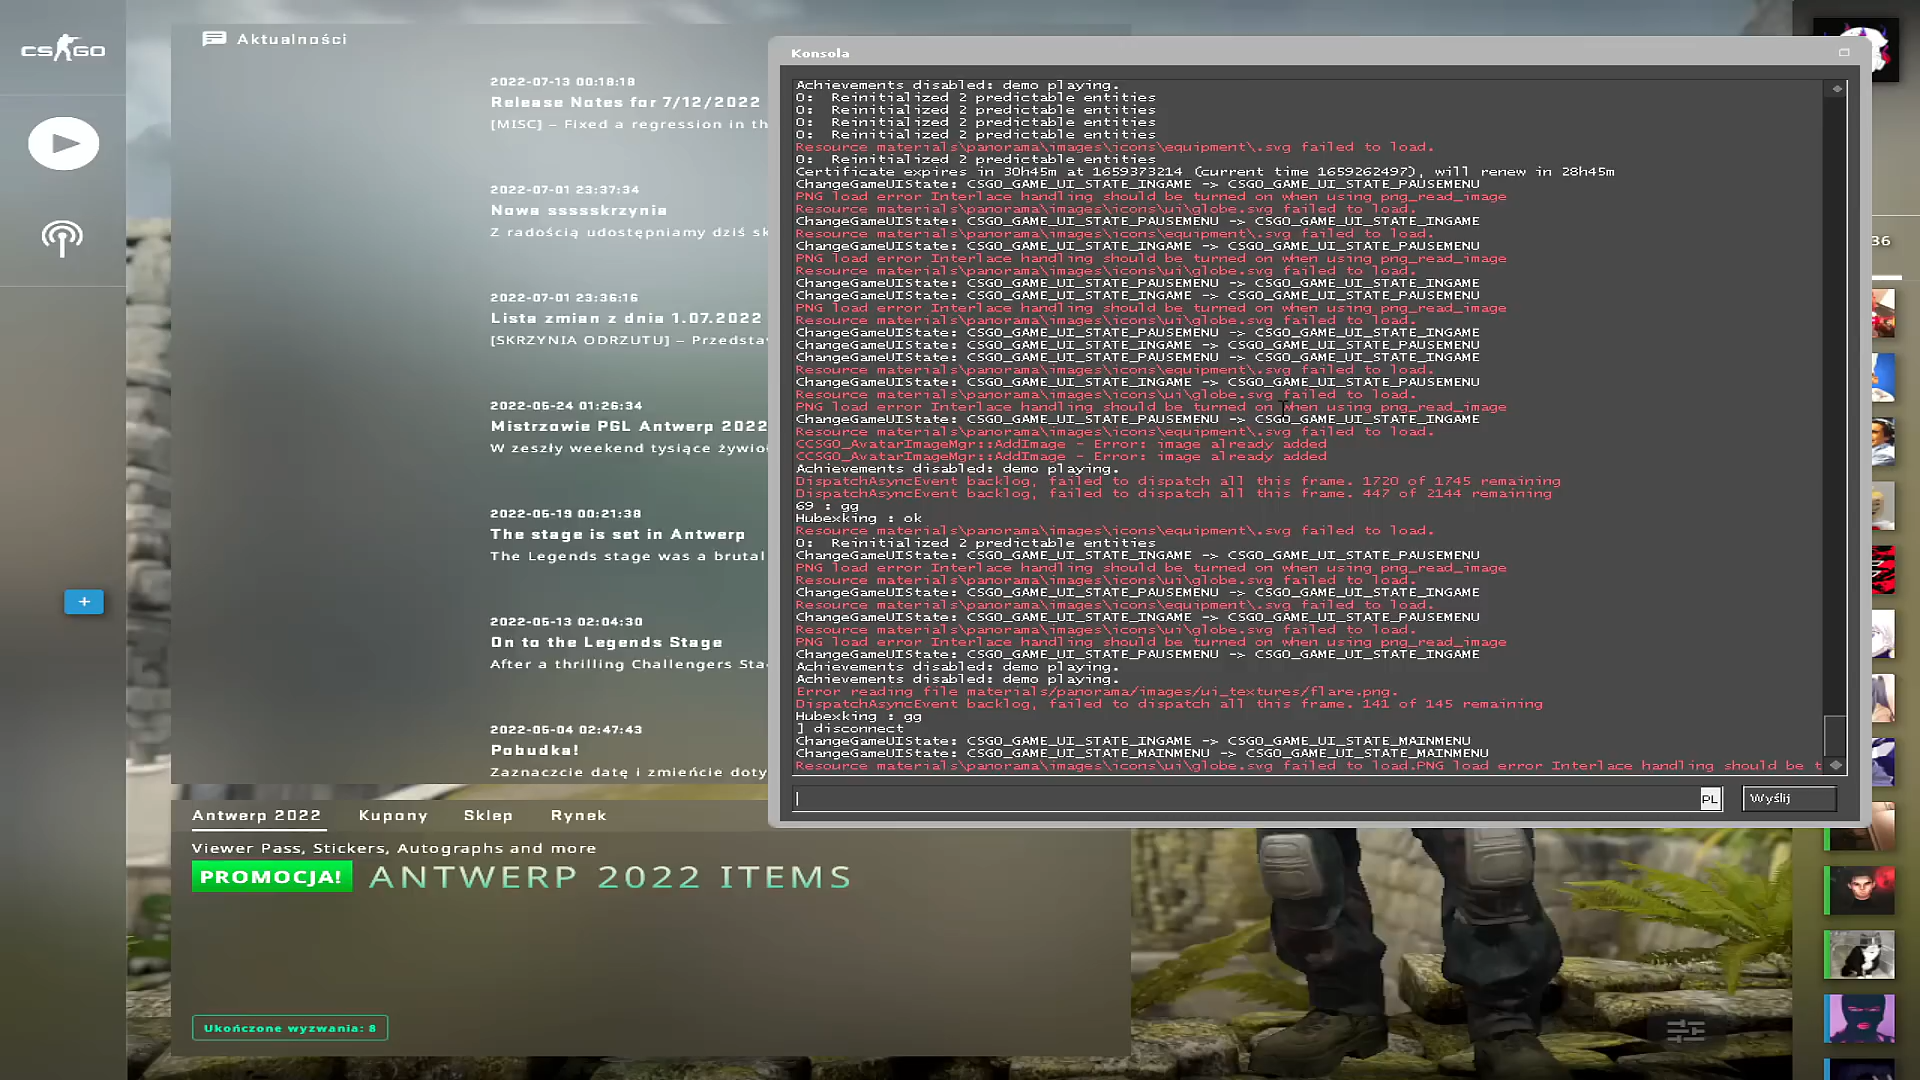 CS:GO
Aktualności
2022-07-13 00:18:18
Release Notes for 7/12/2022
[MISC] – Fixed a regression in th
2022-07-01 23:37:34
Nowa sssskrzynia
Z radością udostępniamy dziś sk
2022-07-01 23:36:16
Lista zmian z dnia 1.07.2022
[SKRZYNIA ODRZUTU] – Przedsta
2022-05-24 01:26:34
Mistrzowie PGL Antwerp 2022
W zeszły weekend tysiące żywio
2022-05-19 00:21:38
The stage is set in Antwerp
The Legends stage was a brutal
2022-05-13 02:04:30
On to the Legends Stage
After a thrilling Challengers Sta
2022-05-04 02:47:43
Pobudka!
Zaznaczcie datę i zmieńcie doty
Antwerp 2022 Kupony Sklep Rynek
Viewer Pass, Stickers, Autographs and more
PROMOCJA! ANTWERP 2022 ITEMS
Ukończone wyzwania: 8
Konsola
Achievements disabled: demo playing.
0: Reinitialized 2 predictable entities
0: Reinitialized 2 predictable entities
0: Reinitialized 2 predictable entities
0: Reinitialized 2 predictable entities
Resource materials\panorama\images\icons\equipment\.svg failed to load.
0: Reinitialized 2 predictable entities
Certificate expires in 30h45m at 1659373214 (current time 1659262497), will renew in 28h45m
ChangeGameUIState: CSGO_GAME_UI_STATE_INGAME -> CSGO_GAME_UI_STATE_PAUSEMENU
PNG load error Interlace handling should be turned on when using png_read_image
Resource materials\panorama\images\icons\ui\globe.svg failed to load.
ChangeGameUIState: CSGO_GAME_UI_STATE_PAUSEMENU -> CSGO_GAME_UI_STATE_INGAME
Resource materials\panorama\images\icons\equipment\.svg failed to load.
ChangeGameUIState: CSGO_GAME_UI_STATE_INGAME -> CSGO_GAME_UI_STATE_PAUSEMENU
PNG load error Interlace handling should be turned on when using png_read_image
Resource materials\panorama\images\icons\ui\globe.svg failed to load.
ChangeGameUIState: CSGO_GAME_UI_STATE_PAUSEMENU -> CSGO_GAME_UI_STATE_INGAME
ChangeGameUIState: CSGO_GAME_UI_STATE_INGAME -> CSGO_GAME_UI_STATE_PAUSEMENU
PNG load error Interlace handling should be turned on when using png_read_image
Resource materials\panorama\images\icons\ui\globe.svg failed to load.
ChangeGameUIState: CSGO_GAME_UI_STATE_PAUSEMENU -> CSGO_GAME_UI_STATE_INGAME
ChangeGameUIState: CSGO_GAME_UI_STATE_INGAME -> CSGO_GAME_UI_STATE_PAUSEMENU
ChangeGameUIState: CSGO_GAME_UI_STATE_PAUSEMENU -> CSGO_GAME_UI_STATE_INGAME
Resource materials\panorama\images\icons\equipment\.svg failed to load.
ChangeGameUIState: CSGO_GAME_UI_STATE_INGAME -> CSGO_GAME_UI_STATE_PAUSEMENU
Resource materials\panorama\images\icons\ui\globe.svg failed to load.
PNG load error Interlace handling should be turned on when using png_read_image
ChangeGameUIState: CSGO_GAME_UI_STATE_PAUSEMENU -> CSGO_GAME_UI_STATE_INGAME
Resource materials\panorama\images\icons\equipment\.svg failed to load.
CCSGO_AvatarImageMgr::AddImage - Error: image already added
CCSGO_AvatarImageMgr::AddImage - Error: image already added
Achievements disabled: demo playing.
DispatchAsyncEvent backlog, failed to dispatch all this frame. 1720 of 1745 remaining
DispatchAsyncEvent backlog, failed to dispatch all this frame. 447 of 2144 remaining
69 : gg
Hubexking : ok
Resource materials\panorama\images\icons\equipment\.svg failed to load.
0: Reinitialized 2 predictable entities
ChangeGameUIState: CSGO_GAME_UI_STATE_INGAME -> CSGO_GAME_UI_STATE_PAUSEMENU
PNG load error Interlace handling should be turned on when using png_read_image
Resource materials\panorama\images\icons\ui\globe.svg failed to load.
ChangeGameUIState: CSGO_GAME_UI_STATE_PAUSEMENU -> CSGO_GAME_UI_STATE_INGAME
Resource materials\panorama\images\icons\equipment\.svg failed to load.
ChangeGameUIState: CSGO_GAME_UI_STATE_INGAME -> CSGO_GAME_UI_STATE_PAUSEMENU
Resource materials\panorama\images\icons\ui\globe.svg failed to load.
PNG load error Interlace handling should be turned on when using png_read_image
ChangeGameUIState: CSGO_GAME_UI_STATE_PAUSEMENU -> CSGO_GAME_UI_STATE_INGAME
Achievements disabled: demo playing.
Achievements disabled: demo playing.
Error reading file materials/panorama/images/ui_textures/flare.png.
DispatchAsyncEvent backlog, failed to dispatch all this frame. 141 of 145 remaining
Hubexking : gg
] disconnect
ChangeGameUIState: CSGO_GAME_UI_STATE_INGAME -> CSGO_GAME_UI_STATE_MAINMENU
ChangeGameUIState: CSGO_GAME_UI_STATE_MAINMENU -> CSGO_GAME_UI_STATE_MAINMENU
Resource materials\panorama\images\icons\ui\globe.svg failed to load.PNG load error Interlace handling should be t
PL
Wyślij
36